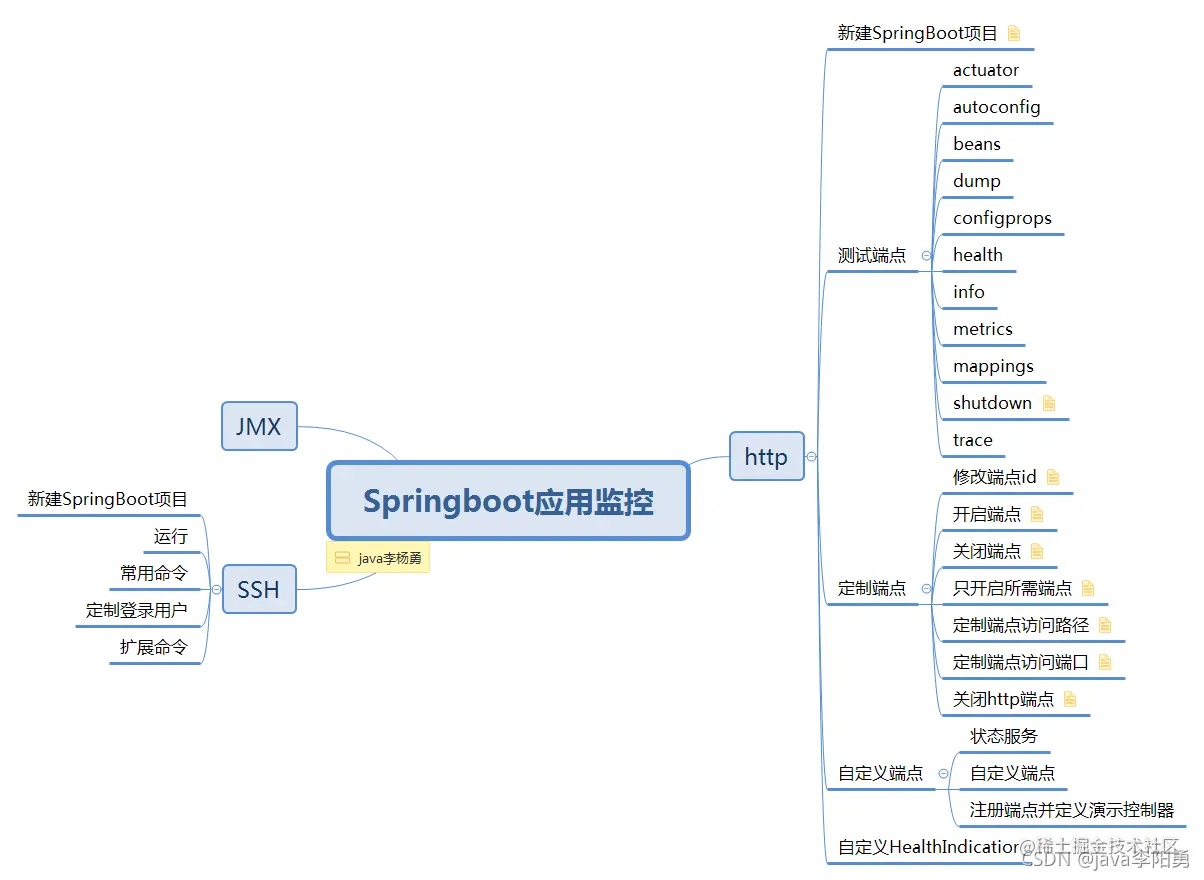 Springboot应用监控
java李杨勇
JMX
SSH
新建SpringBoot项目
运行
常用命令
定制登录用户
扩展命令
http
新建SpringBoot项目
测试端点
actuator
autoconfig
beans
dump
configprops
health
info
metrics
mappings
shutdown
trace
定制端点
修改端点id
开启端点
关闭端点
只开启所需端点
定制端点访问路径
定制端点访问端口
关闭http端点
自定义端点
状态服务
自定义端点
注册端点并定义演示控制器
自定义HealthIndication
@稀土掘金技术社区
CSDN @java李阳勇